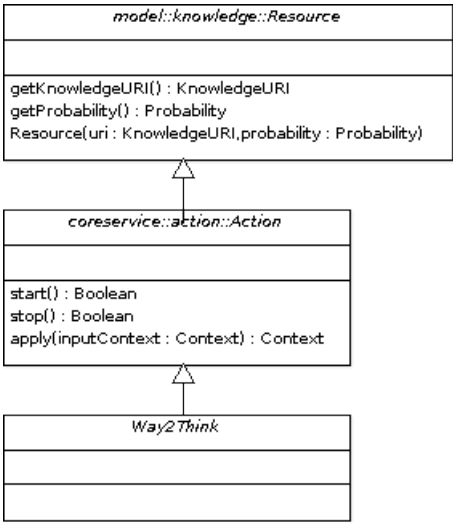 model::knowledge::Resource
getKnowledgeURI() : KnowledgeURI
getProbability() : Probability
Resource(uri : KnowledgeURI,probability : Probability)
coreservice::action::Action
start() : Boolean
stop() : Boolean
apply(inputContext : Context) : Context
Way2Think